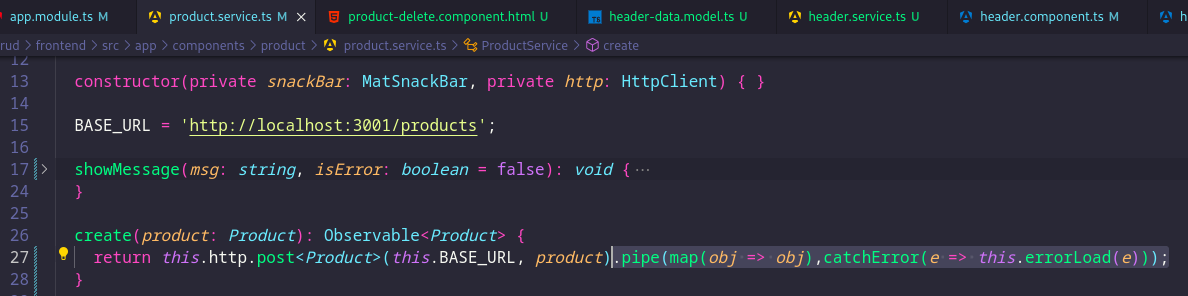 app.module.ts M product.service.ts M product-delete.component.html U header-data.model.ts U header.service.ts U header.component.ts M h
rud > frontend > src > app > components > product > product.service.ts > ProductService > create
12
13 constructor(private snackBar: MatSnackBar, private http: HttpClient) { }
14
15 BASE_URL = 'http://localhost:3001/products';
16
17 showMessage(msg: string, isError: boolean = false): void { ···
24 }
25
26 create(product: Product): Observable<Product> {
27 return this.http.post<Product>(this.BASE_URL, product).pipe(map(obj => obj),catchError(e => this.errorLoad(e)));
28 }